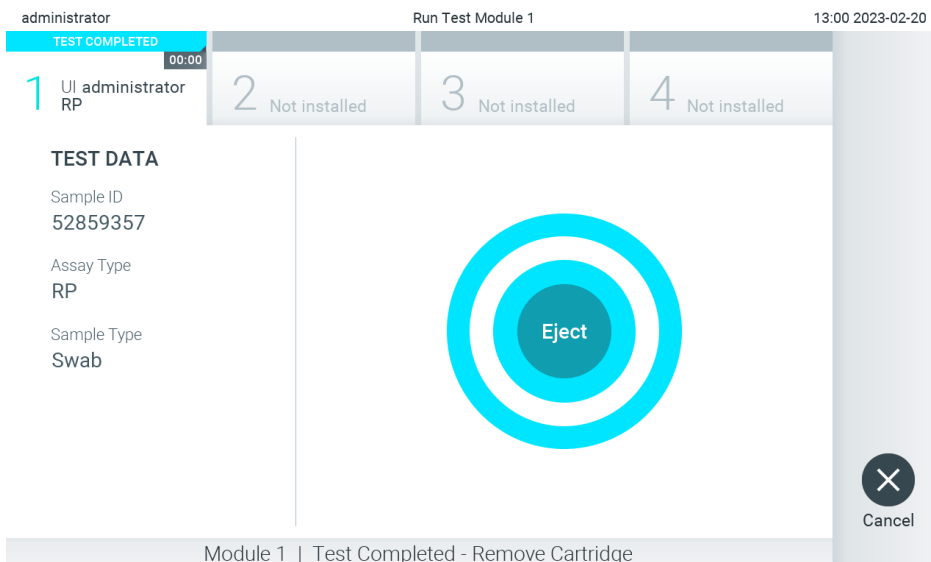 administrator
Run Test Module 1
13:00 2023-02-20
TEST COMPLETED
00:00
1
UI administrator
RP
2 Not installed
3 Not installed
4 Not installed
TEST DATA
Sample ID
52859357
Assay Type
RP
Sample Type
Swab
Eject
Cancel
Module 1 | Test Completed - Remove Cartridge